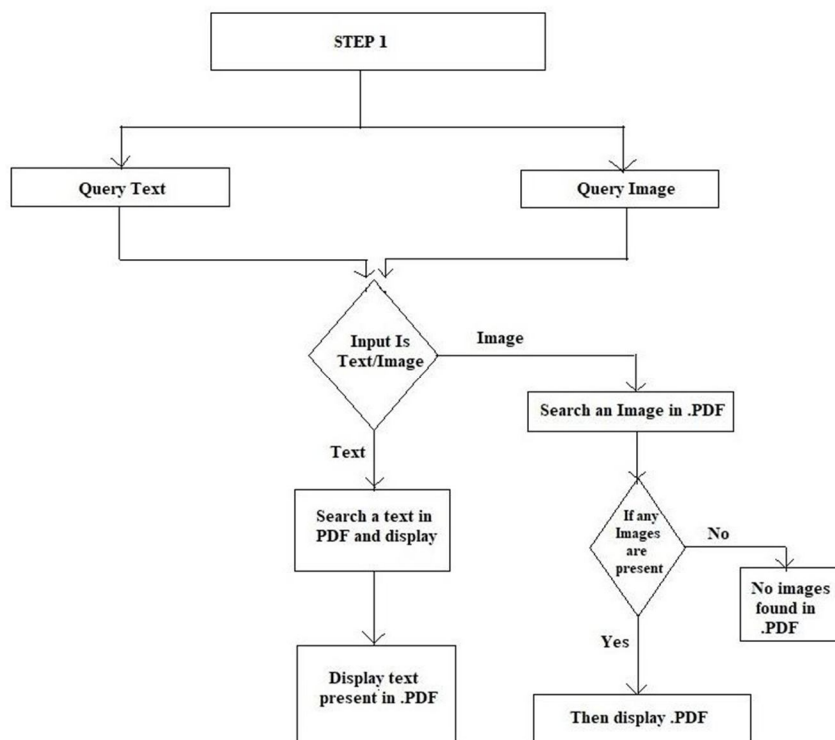 STEP 1
Query Text
Query Image
Input Is
Text/Image
Image
Search an Image in .PDF
Text
Search a text in
PDF and display
If any
Images
are
present
No
No images
found in
.PDF
Yes
Display text
present in .PDF
Then display .PDF